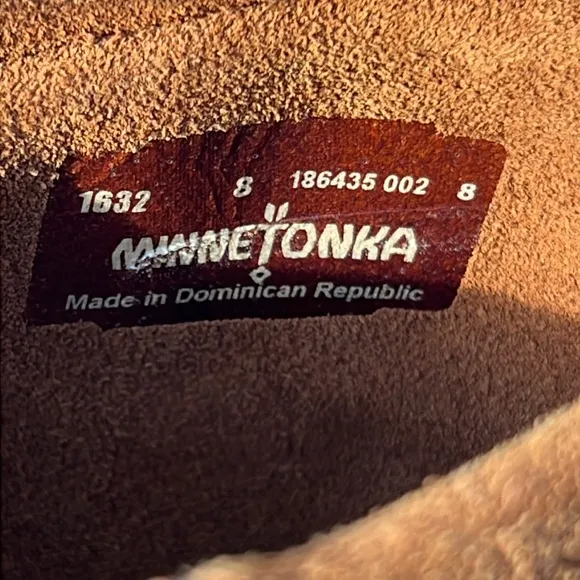 1632 8 186435 002 8
MINNETONKA
Made in Dominican Republic